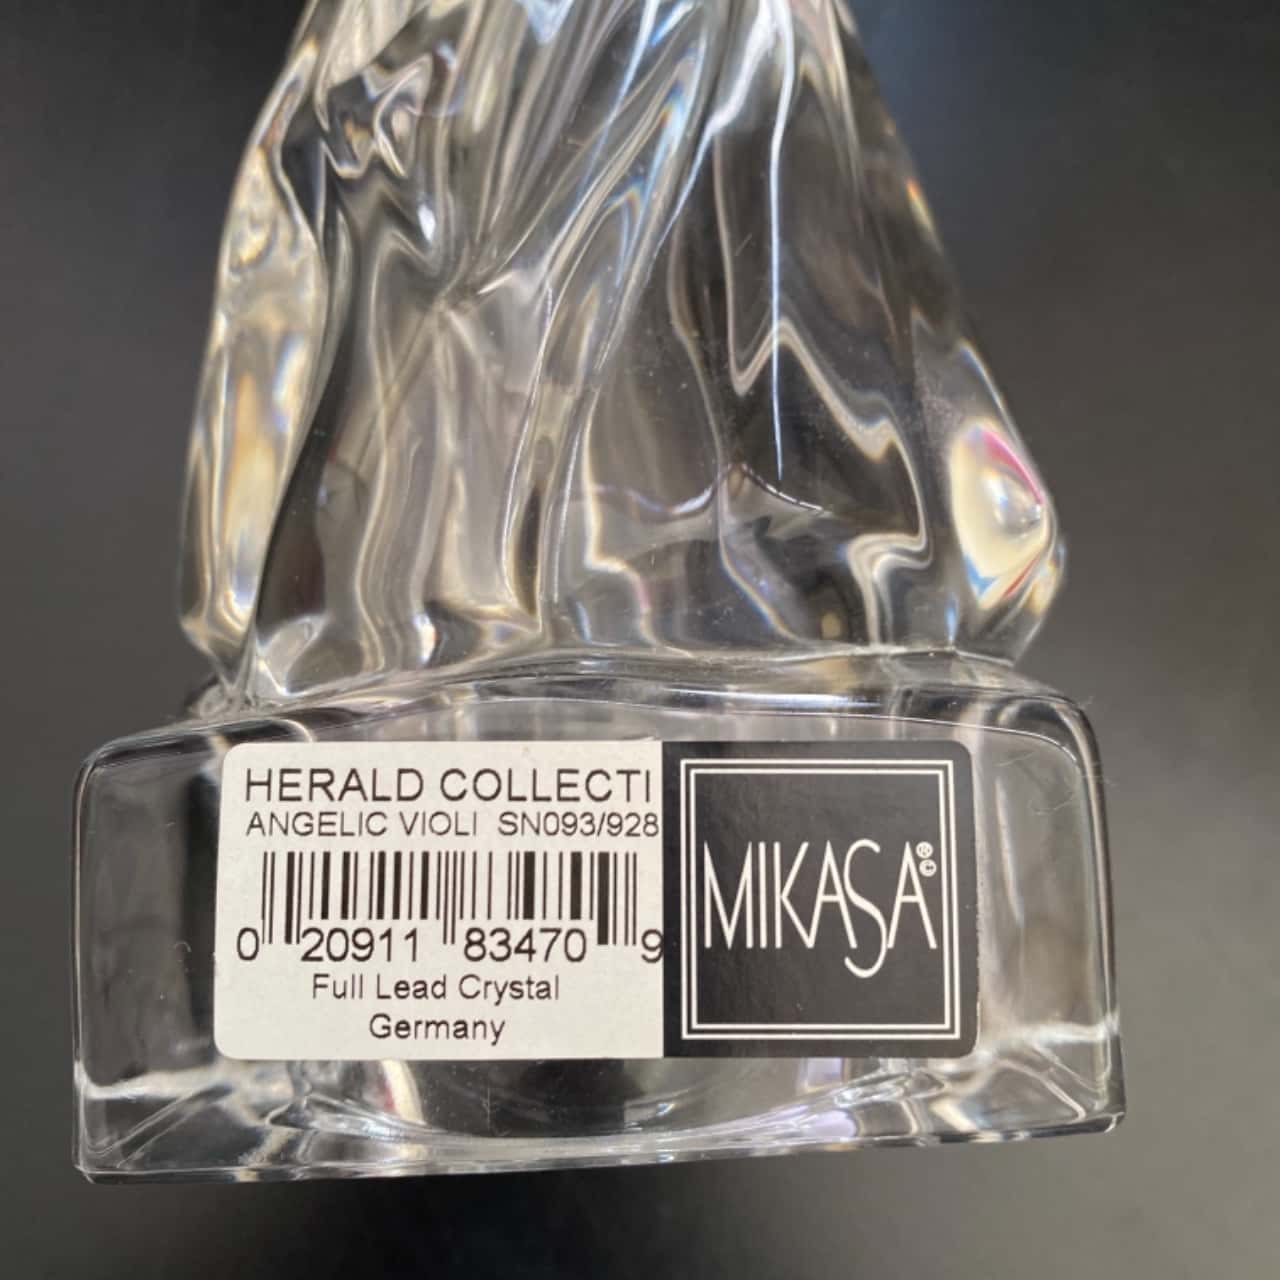 HERALD COLLECTI
ANGELIC VIOLI SN093/928
0 20911 83470 9
Full Lead Crystal
Germany
MIKASA®©